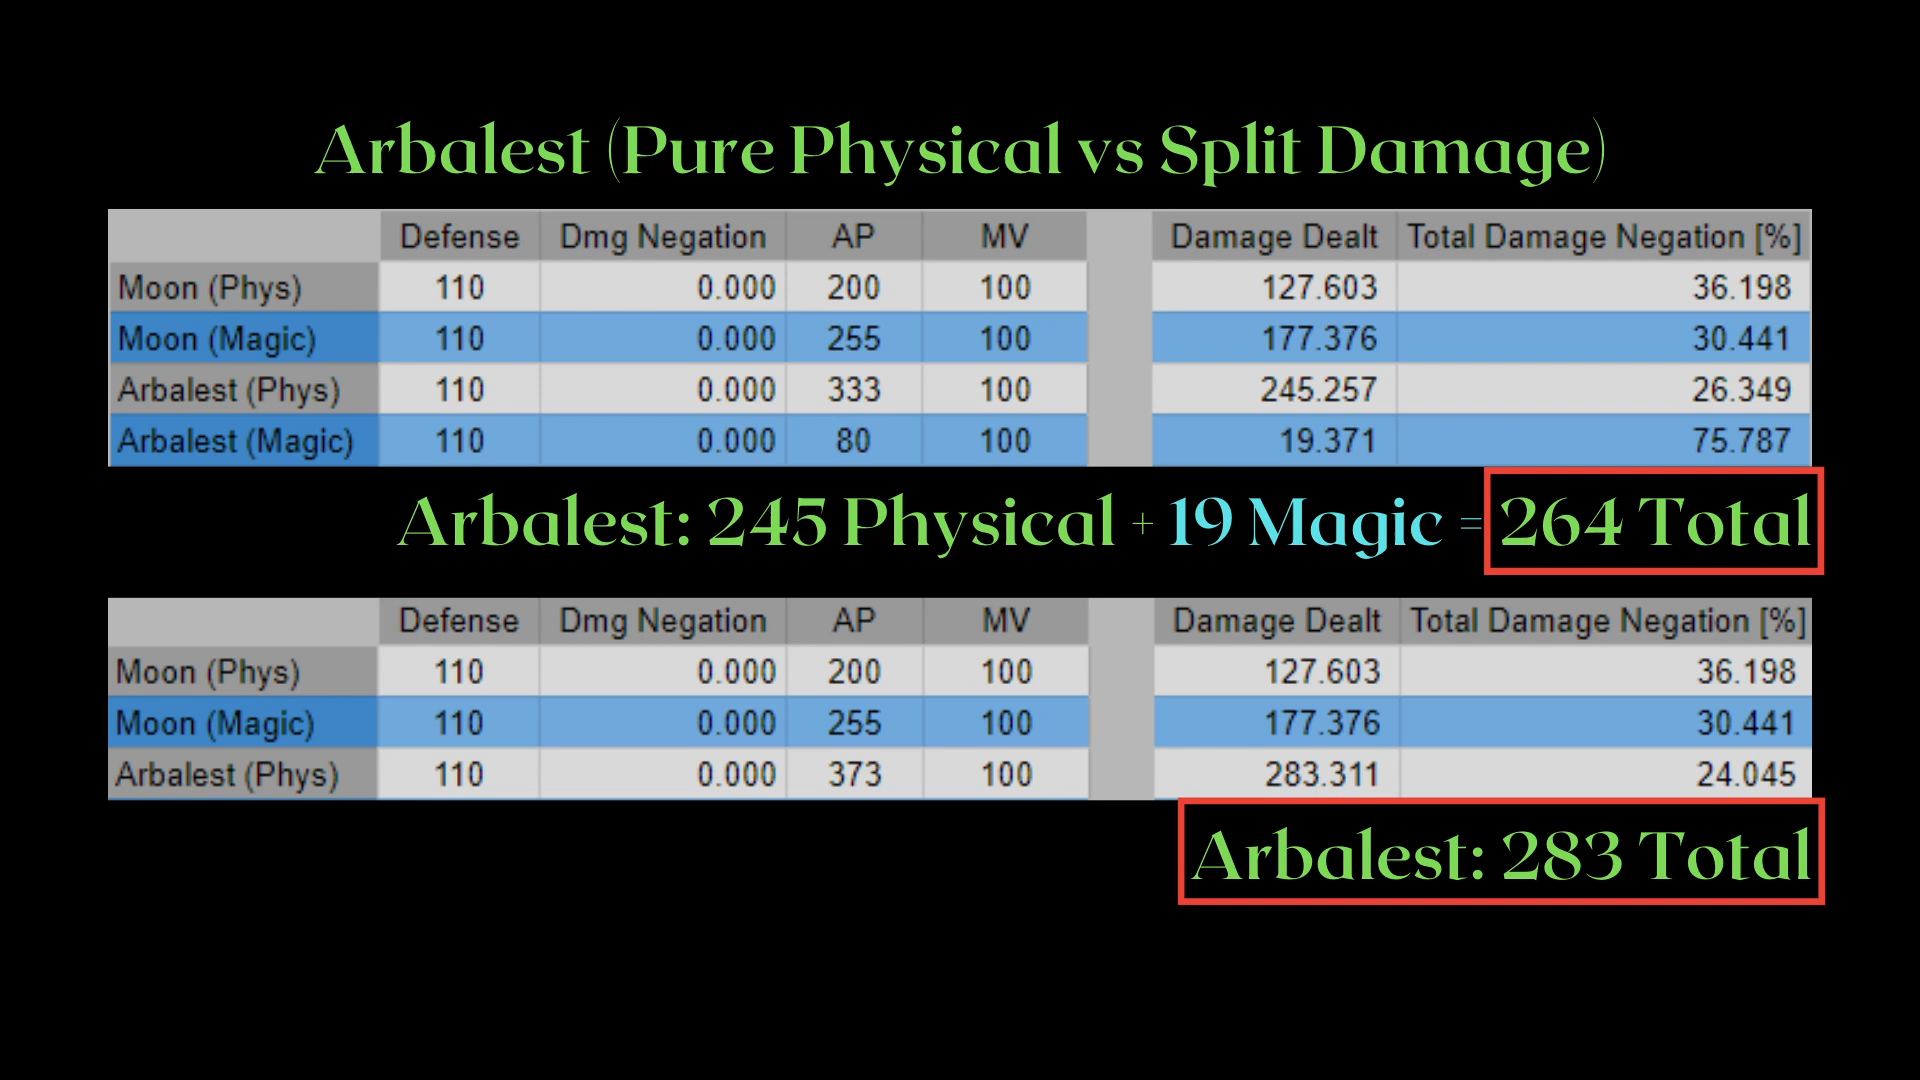 Arbalest (Pure Physical vs Split Damage)
Defense Dmg Negation AP MV Damage Dealt Total Damage Negation [%]
Moon (Phys) 110 0.000 200 100 127.603 36.198
Moon (Magic) 110 0.000 255 100 177.376 30.441
Arbalest (Phys) 110 0.000 333 100 245.257 26.349
Arbalest (Magic) 110 0.000 80 100 19.371 75.787
Arbalest: 245 Physical + 19 Magic = 264 Total
Defense Dmg Negation AP MV Damage Dealt Total Damage Negation [%]
Moon (Phys) 110 0.000 200 100 127.603 36.198
Moon (Magic) 110 0.000 255 100 177.376 30.441
Arbalest (Phys) 110 0.000 373 100 283.311 24.045
Arbalest: 283 Total